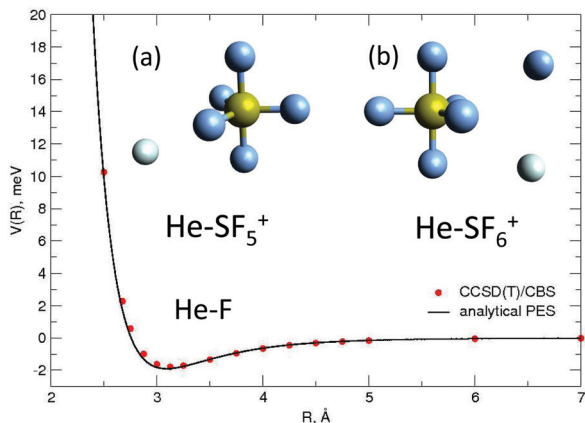 20
18
16
14
12
10
8
6
4
2
0
-2
V(R), meV
(a)
(b)
He-SF₅⁺
He-SF₆⁺
He-F
CCSD(T)/CBS
analytical PES
2
3
4
5
6
7
R, Å